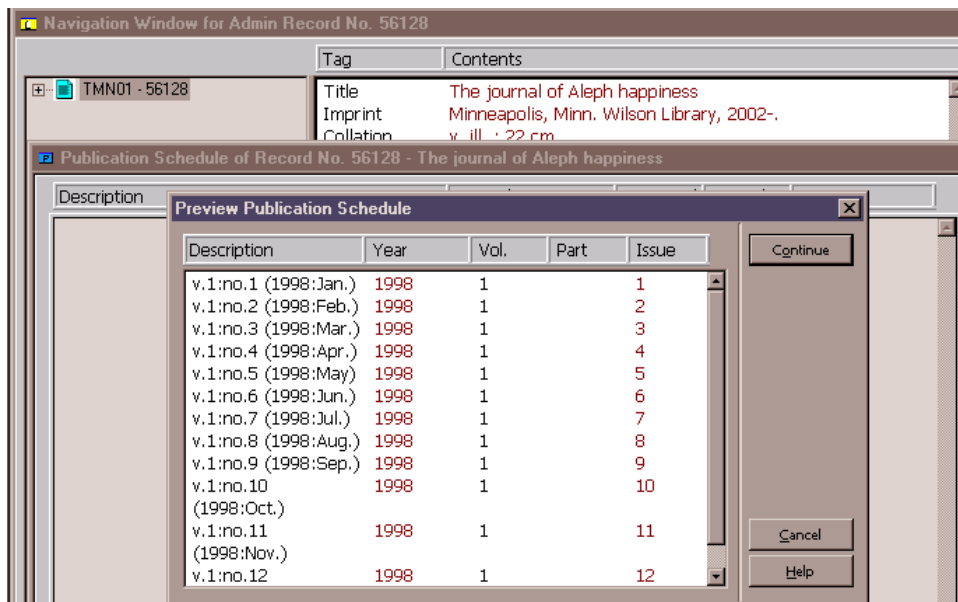 Navigation Window for Admin Record No. 56128
Tag Contents
TMN01 - 56128
Title The journal of Aleph happiness
Imprint Minneapolis, Minn. Wilson Library, 2002-.
Collation v. ill. : 22 cm
Publication Schedule of Record No. 56128 - The journal of Aleph happiness
Description
Preview Publication Schedule
Description Year Vol. Part Issue
Continue
v.1:no.1 (1998:Jan.) 1998 1 1
v.1:no.2 (1998:Feb.) 1998 1 2
v.1:no.3 (1998:Mar.) 1998 1 3
v.1:no.4 (1998:Apr.) 1998 1 4
v.1:no.5 (1998:May) 1998 1 5
v.1:no.6 (1998:Jun.) 1998 1 6
v.1:no.7 (1998:Jul.) 1998 1 7
v.1:no.8 (1998:Aug.) 1998 1 8
v.1:no.9 (1998:Sep.) 1998 1 9
v.1:no.10 1998 1 10
(1998:Oct.)
v.1:no.11 1998 1 11
(1998:Nov.)
v.1:no.12 1998 1 12
Cancel
Help